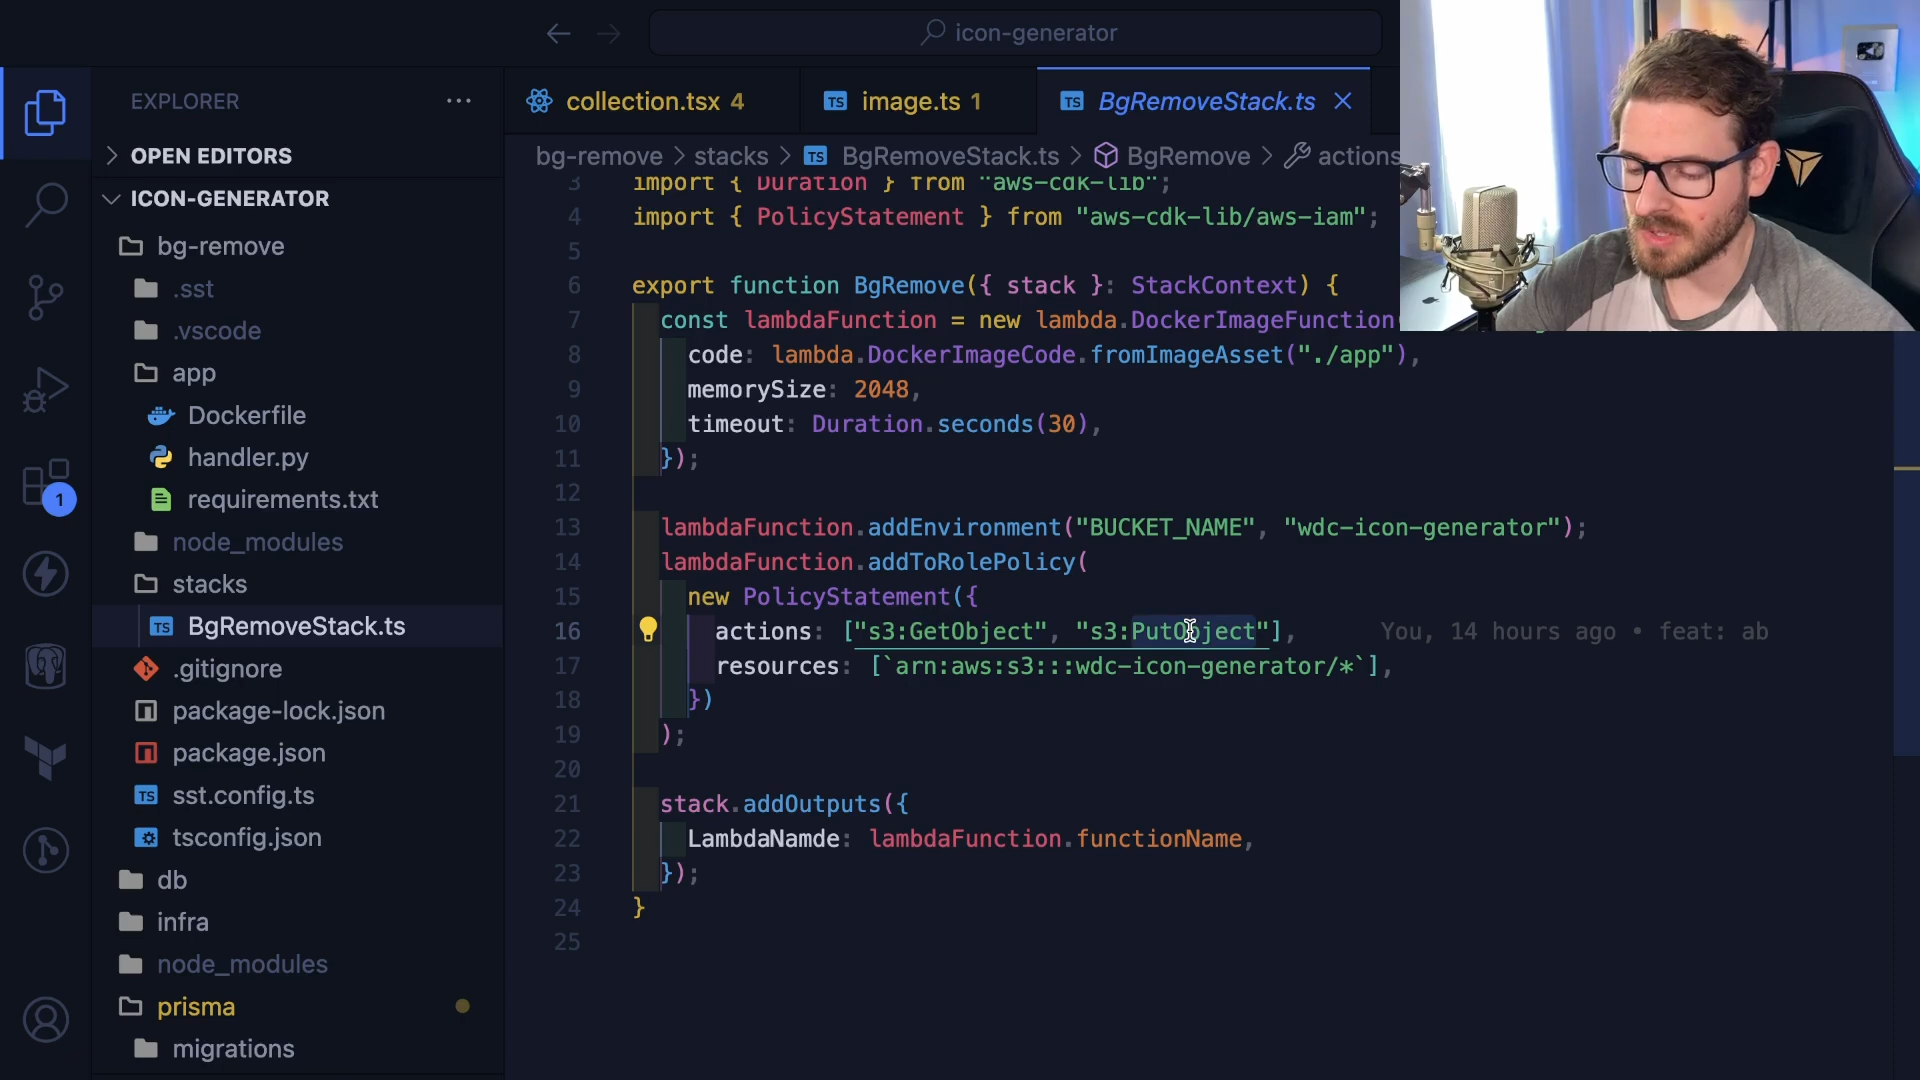 icon-generator
EXPLORER
OPEN EDITORS
ICON-GENERATOR
bg-remove
.sst
.vscode
app
Dockerfile
handler.py
requirements.txt
node_modules
stacks
BgRemoveStack.ts
.gitignore
package-lock.json
package.json
sst.config.ts
tsconfig.json
db
infra
node_modules
prisma
migrations
1
collection.tsx 4
image.ts 1
BgRemoveStack.ts
bg-remove > stacks > BgRemoveStack.ts > BgRemove > actions
3 import { Duration } from "aws-cdk-lib";
4 import { PolicyStatement } from "aws-cdk-lib/aws-iam";
5
6 export function BgRemove({ stack }: StackContext) {
7 const lambdaFunction = new lambda.DockerImageFunction(
8 code: lambda.DockerImageCode.fromImageAsset("./app"),
9 memorySize: 2048,
10 timeout: Duration.seconds(30),
11 });
12
13 lambdaFunction.addEnvironment("BUCKET_NAME", "wdc-icon-generator");
14 lambdaFunction.addToRolePolicy(
15 new PolicyStatement({
16 actions: ["s3:GetObject", "s3:PutObject"], You, 14 hours ago • feat: ab
17 resources: [`arn:aws:s3:::wdc-icon-generator/*`],
18 })
19 );
20
21 stack.addOutputs({
22 LambdaNamde: lambdaFunction.functionName,
23 });
24 }
25